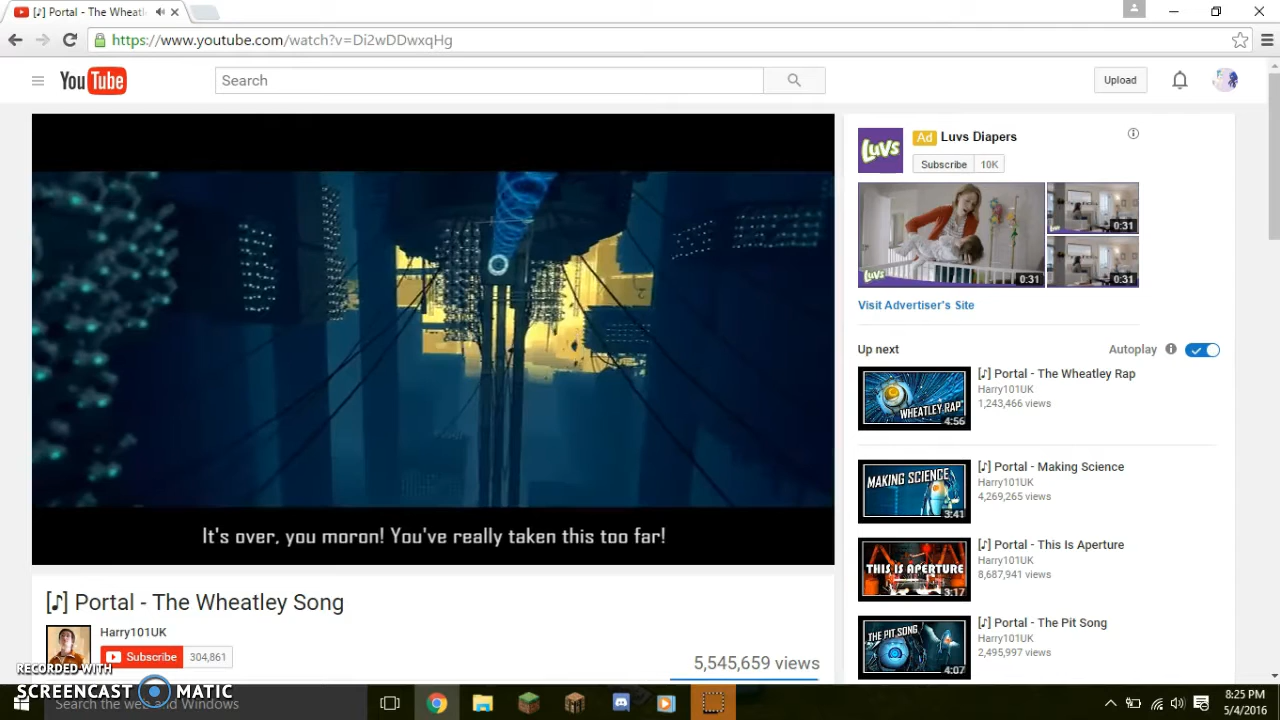 [♪] Portal - The Wheatl
https://www.youtube.com/watch?v=Di2wDDwxqHg
YouTube
Search
Upload
It's over, you moron! You've really taken this too far!
[♪] Portal - The Wheatley Song
Harry101UK
Subscribe 304,861
5,545,659 views
Luvs
Ad Luvs Diapers
Subscribe 10K
Luvs
0:31
0:31
0:31
Visit Advertiser's Site
Up next
Autoplay
WHEATLEY RAP
4:56
[♪] Portal - The Wheatley Rap
Harry101UK
1,243,466 views
MAKING SCIENCE
3:41
[♪] Portal - Making Science
Harry101UK
4,269,265 views
THIS IS APERTURE
3:17
[♪] Portal - This Is Aperture
Harry101UK
8,687,941 views
THE PIT SONG
4:07
[♪] Portal - The Pit Song
Harry101UK
2,495,997 views
RECORDED WITH
SCREENCAST MATIC
Search the web and Windows
8:25 PM
5/4/2016